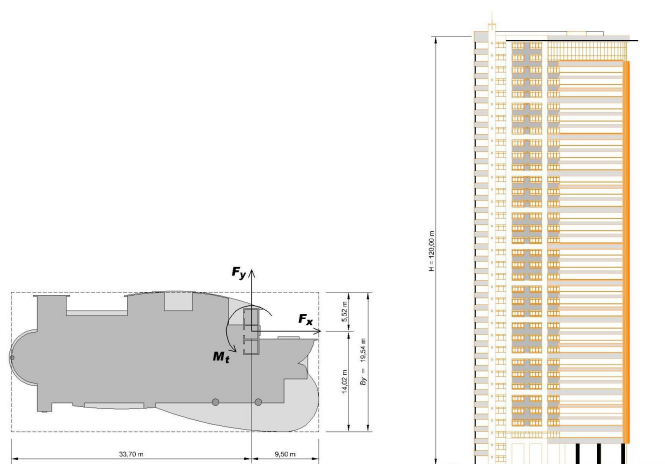 Fy
Fx
Mt
5,52 m
14,02 m
By = 19,54 m
33,70 m
9,50 m
H = 120,00 m